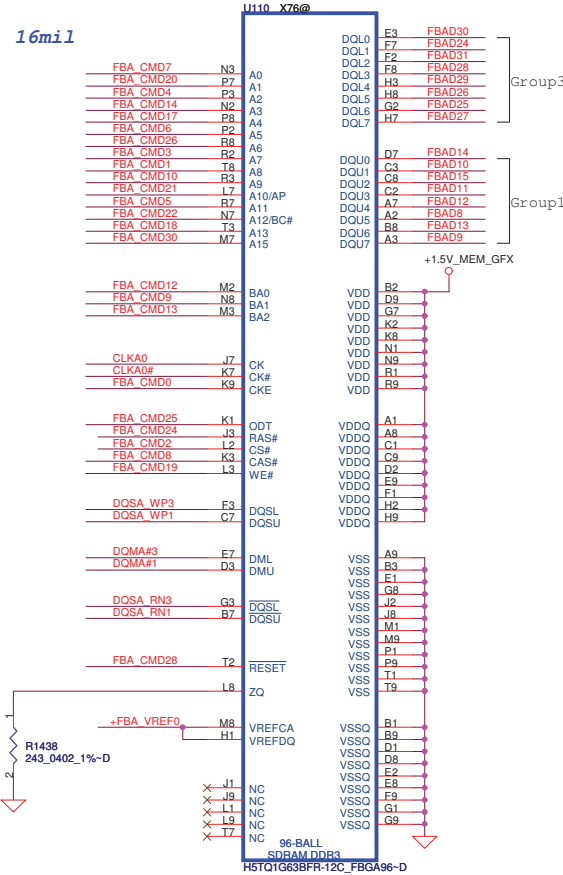 U110 X76@
16mil
FBA_CMD7 N3 A0
FBA_CMD20 P7 A1
FBA_CMD4 P3 A2
FBA_CMD14 N2 A3
FBA_CMD17 P8 A4
FBA_CMD6 P2 A5
FBA_CMD26 R8 A6
FBA_CMD3 R2 A7
FBA_CMD1 T8 A8
FBA_CMD10 R3 A9
FBA_CMD21 L7 A10/AP
FBA_CMD5 R7 A11
FBA_CMD22 N7 A12/BC#
FBA_CMD18 T3 A13
FBA_CMD30 M7 A15
FBA_CMD12 M2 BA0
FBA_CMD9 N8 BA1
FBA_CMD13 M3 BA2
CLKA0 J7 CK
CLKA0# K7 CK#
FBA_CMD0 K9 CKE
FBA_CMD25 K1 ODT
FBA_CMD24 J3 RAS#
FBA_CMD2 L2 CS#
FBA_CMD8 K3 CAS#
FBA_CMD19 L3 WE#
DQSA_WP3 F3 DQSL
DQSA_WP1 C7 DQSU
DQMA#3 E7 DML
DQMA#1 D3 DMU
DQSA_RN3 G3 DQSL
DQSA_RN1 B7 DQSU
FBA_CMD28 T2 RESET
L8 ZQ
+FBA_VREF0 M8 VREFCA
H1 VREFDQ
1
R1438
243_0402_1%~D
2
J1 NC
J9 NC
L1 NC
L9 NC
T7 NC
DQL0 E3 FBAD30
DQL1 F7 FBAD24
DQL2 F2 FBAD31
DQL3 F8 FBAD28
DQL4 H3 FBAD29
DQL5 H8 FBAD26
DQL6 G2 FBAD25
DQL7 H7 FBAD27
Group3
DQU0 D7 FBAD14
DQU1 C3 FBAD10
DQU2 C8 FBAD15
DQU3 C2 FBAD11
DQU4 A7 FBAD12
DQU5 A2 FBAD8
DQU6 B8 FBAD13
DQU7 A3 FBAD9
Group1
+1.5V_MEM_GFX
VDD B2
VDD D9
VDD G7
VDD K2
VDD K8
VDD N1
VDD N9
VDD R1
VDD R9
VDDQ A1
VDDQ A8
VDDQ C1
VDDQ C9
VDDQ D2
VDDQ E9
VDDQ F1
VDDQ H2
VDDQ H9
VSS A9
VSS B3
VSS E1
VSS G8
VSS J2
VSS J8
VSS M1
VSS M9
VSS P1
VSS P9
VSS T1
VSS T9
VSSQ B1
VSSQ B9
VSSQ D1
VSSQ D8
VSSQ E2
VSSQ E8
VSSQ F9
VSSQ G1
VSSQ G9
96-BALL
SDRAM DDR3
H5TQ1G63BFR-12C_FBGA96~D